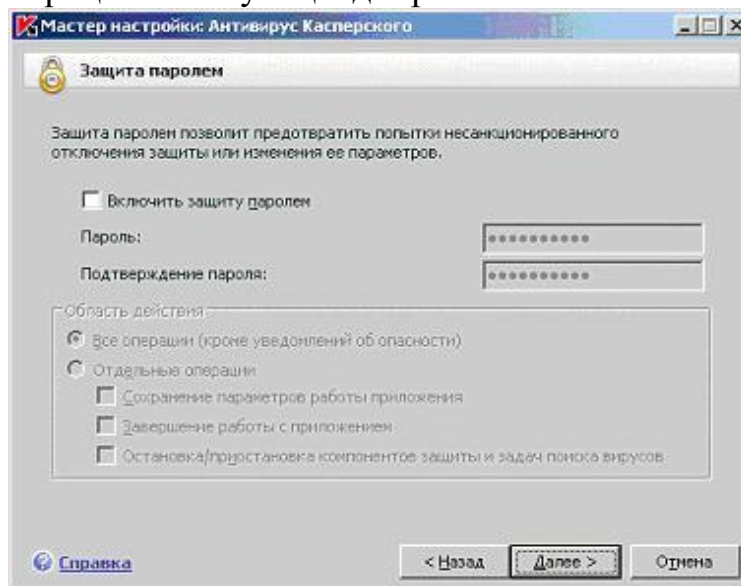 Мастер настройки: Антивирус Касперского
Защита паролем
Защита паролем позволит предотвратить попытки несанкционированного
отключения защиты или изменения ее параметров.
Включить защиту паролем
Пароль:
Подтверждение пароля:
Область действия
Все операции (кроме уведомлений об опасности)
Отдельные операции
Сохранение параметров работы приложения
Завершение работы с приложением
Остановка/приостановка компонентов защиты и задач поиска вирусов
Справка
< Назад
Далее >
Отмена